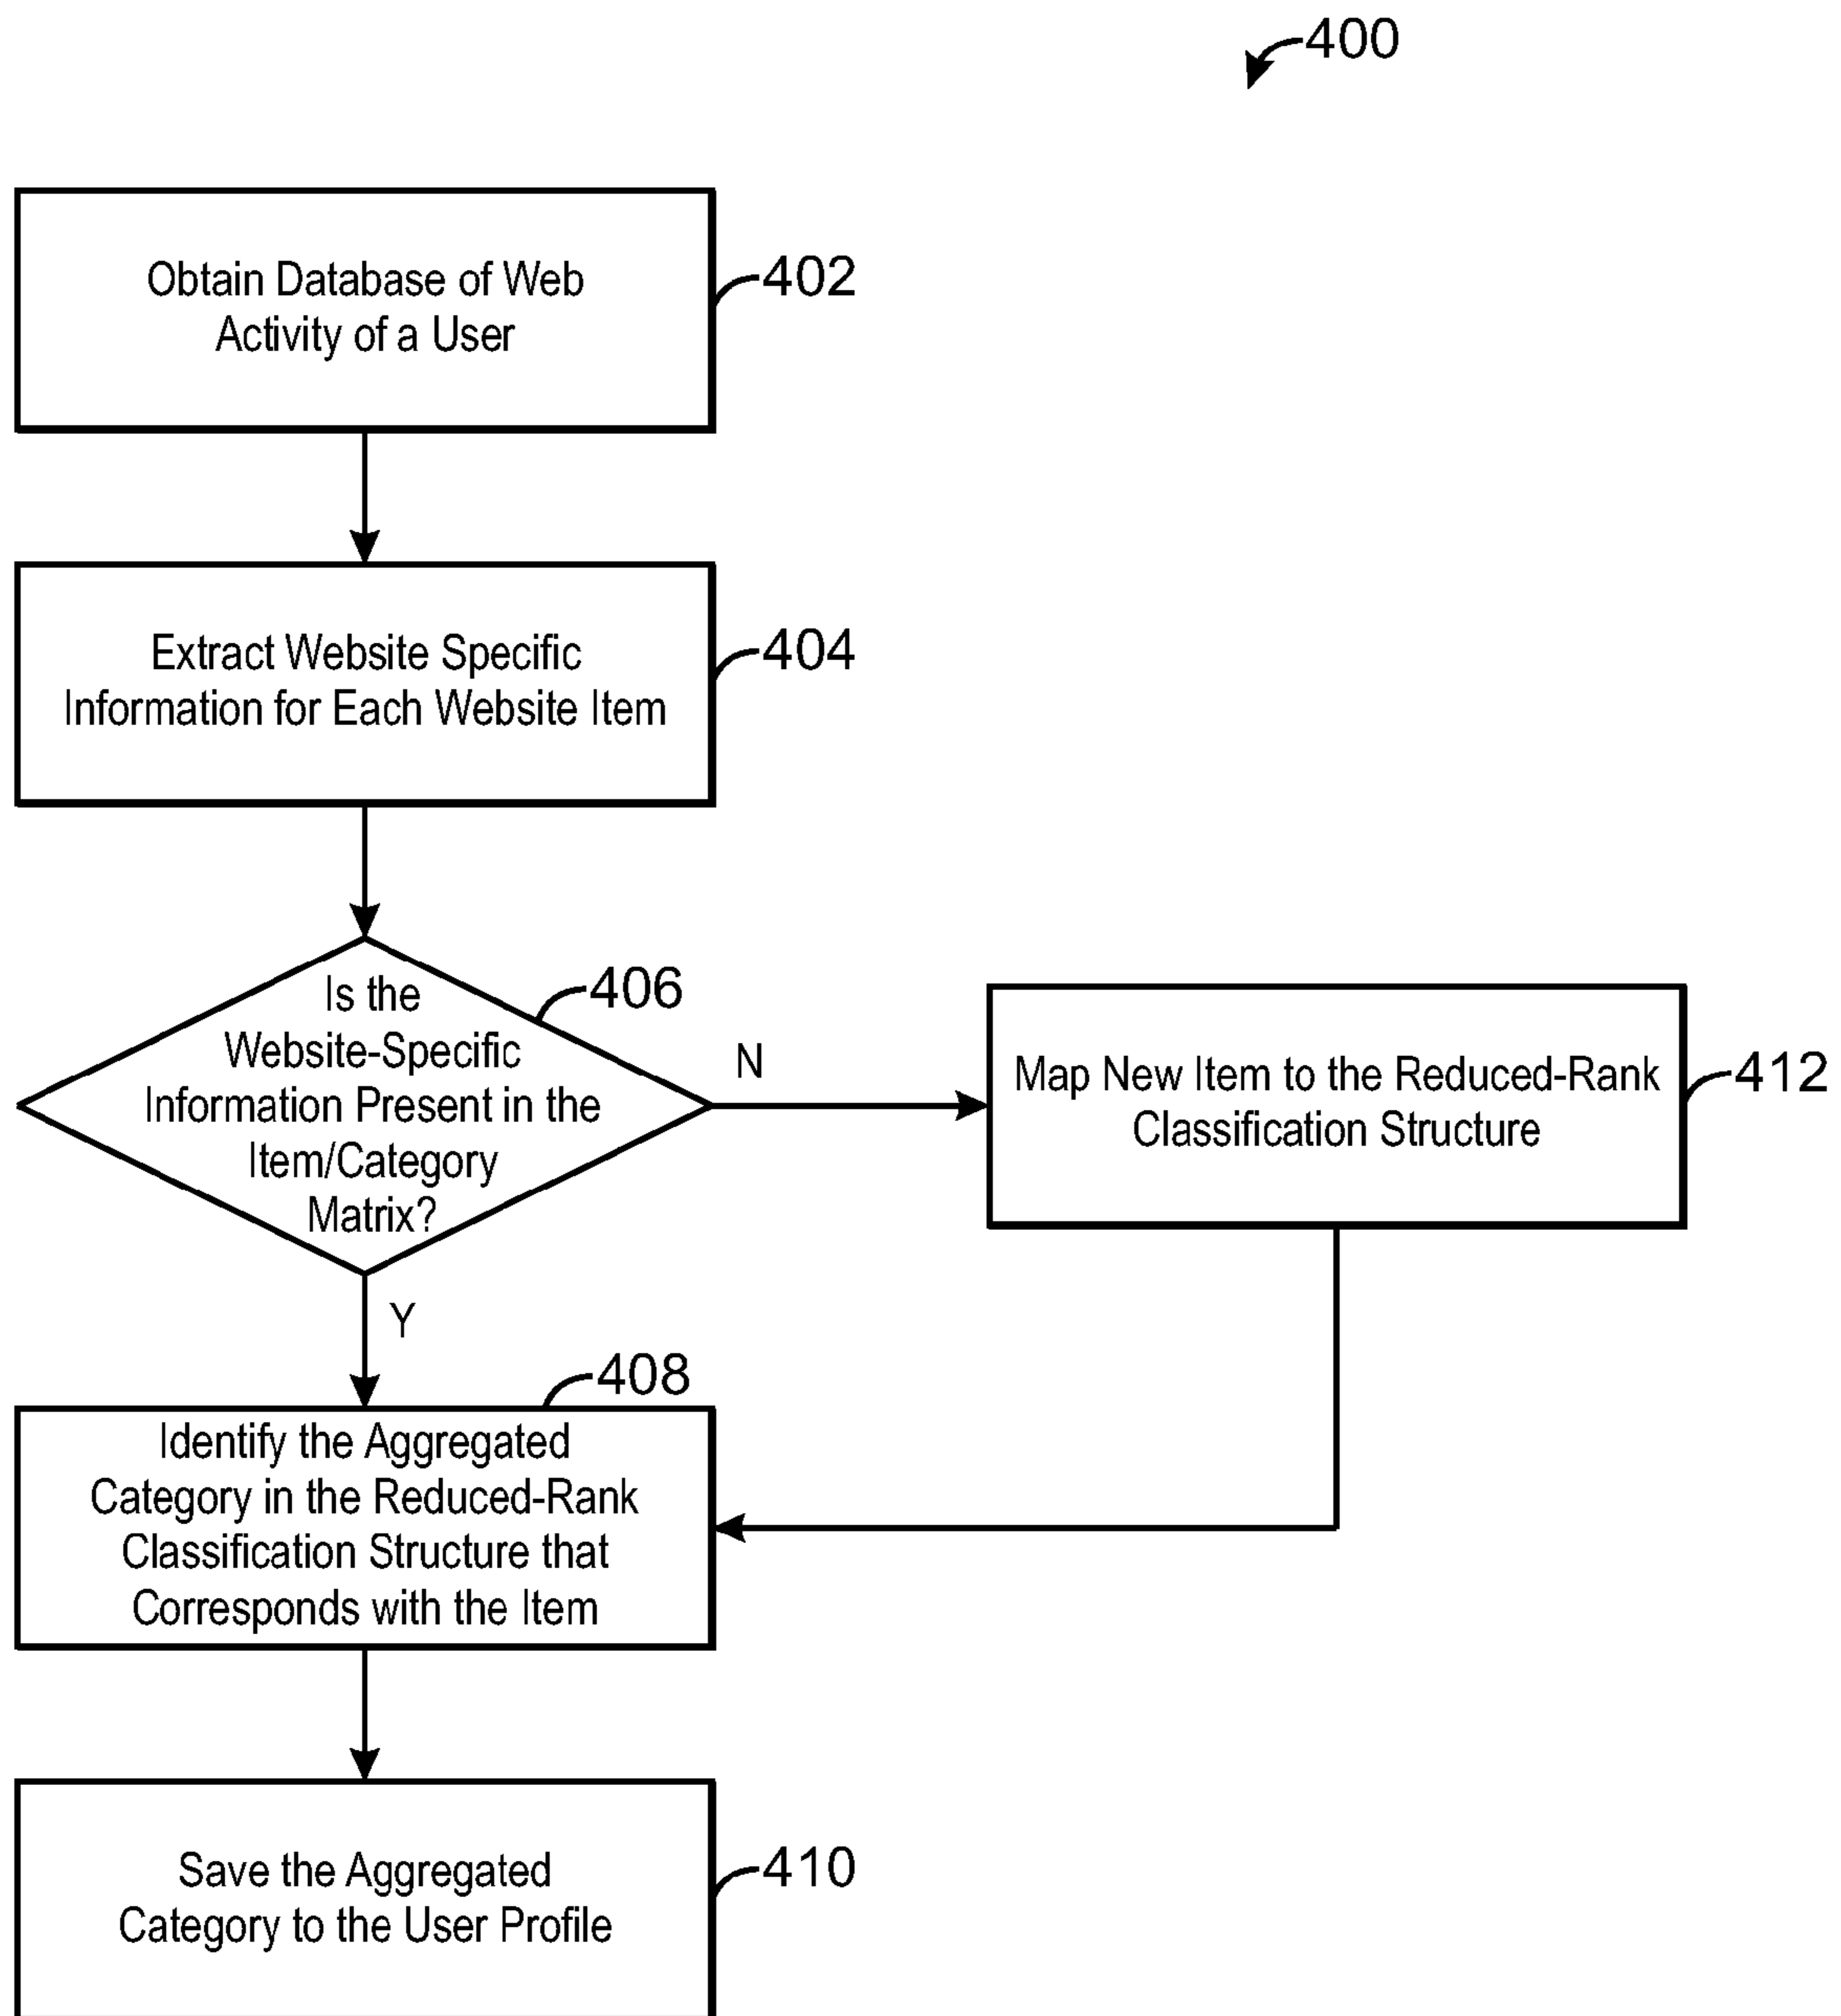 400
Obtain Database of Web
Activity of a User
402
Extract Website Specific
Information for Each Website Item
404
Is the
Website-Specific
Information Present in the
Item/Category
Matrix?
406
N
Map New Item to the Reduced-Rank
Classification Structure
412
Y
408
Identify the Aggregated
Category in the Reduced-Rank
Classification Structure that
Corresponds with the Item
Save the Aggregated
Category to the User Profile
410